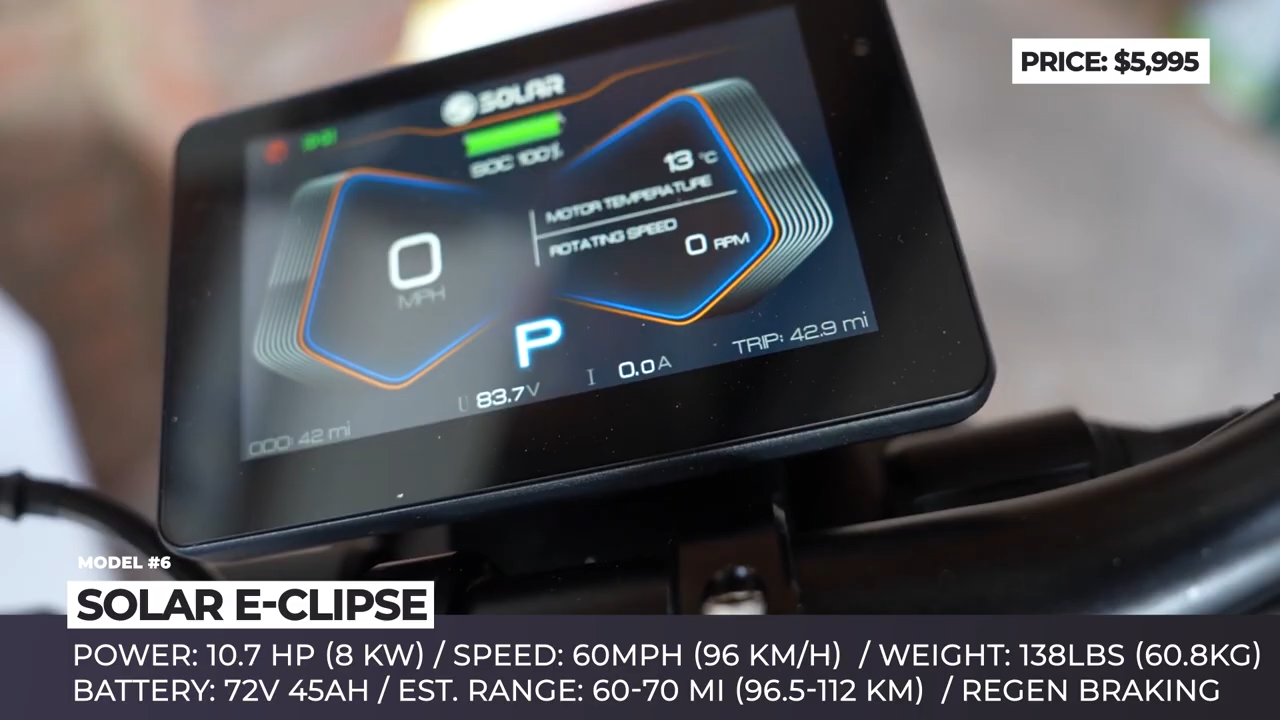 PRICE: $5,995
SOLAR
SOC 100%
13 °C
MOTOR TEMPERATURE
ROTATING SPEED
0 RPM
0
MPH
P
TRIP: 42.9 mi
U 83.7V I 0.0A
ODO: 42 mi
MODEL #6
SOLAR E-CLIPSE
POWER: 10.7 HP (8 KW) / SPEED: 60MPH (96 KM/H) / WEIGHT: 138LBS (60.8KG)
BATTERY: 72V 45AH / EST. RANGE: 60-70 MI (96.5-112 KM) / REGEN BRAKING